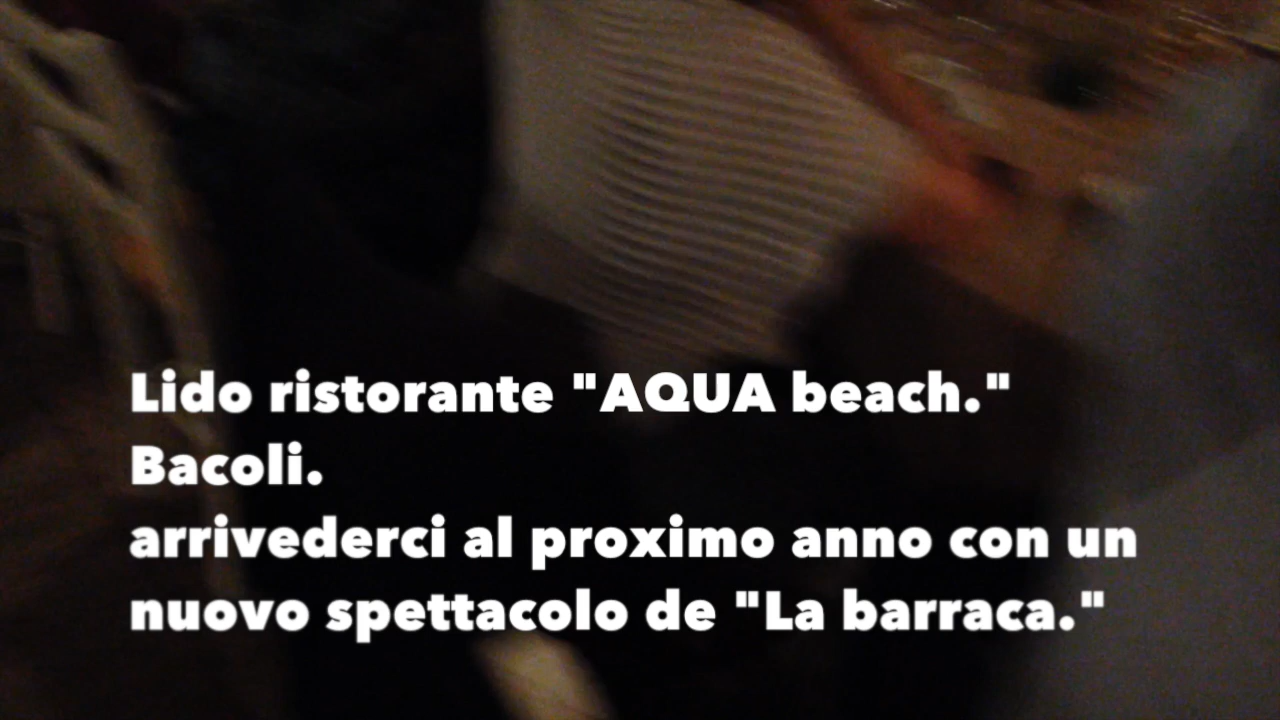 Lido ristorante "AQUA beach."
Bacoli.
arrivederci al proximo anno con un
nuovo spettacolo de "La barraca."